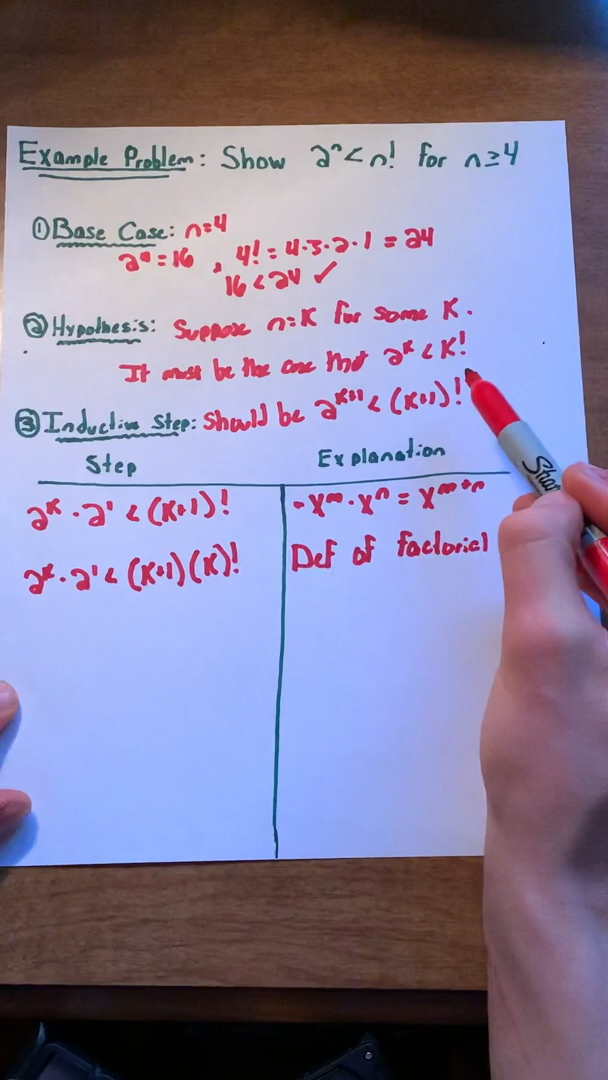 Example Problem: Show 2ⁿ < n! for n ≥ 4
① Base Case: n=4
2⁴ = 16 , 4! = 4·3·2·1 = 24
16 < 24 ✓
② Hypothesis: Suppose n=K for some K.
It must be the case that 2ᴷ < K!
③ Inductive Step: Should be 2ᴷ⁺¹ < (K+1)!
Step Explanation
2ᴷ · 2¹ < (K+1)! - xᵐ · xⁿ = xᵐ⁺ⁿ
2ᴷ · 2¹ < (K+1)(K)! Def of factorial
Sha